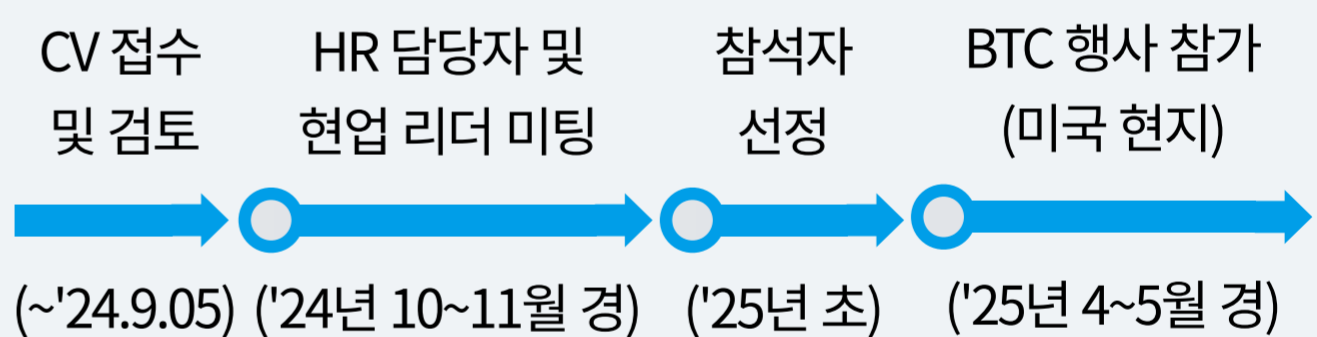 CV 접수
및 검토
HR 담당자 및
현업 리더 미팅
참석자
선정
BTC 행사 참가
(미국 현지)
(~'24.9.05)
('24년 10~11월 경)
('25년 초)
('25년 4~5월 경)